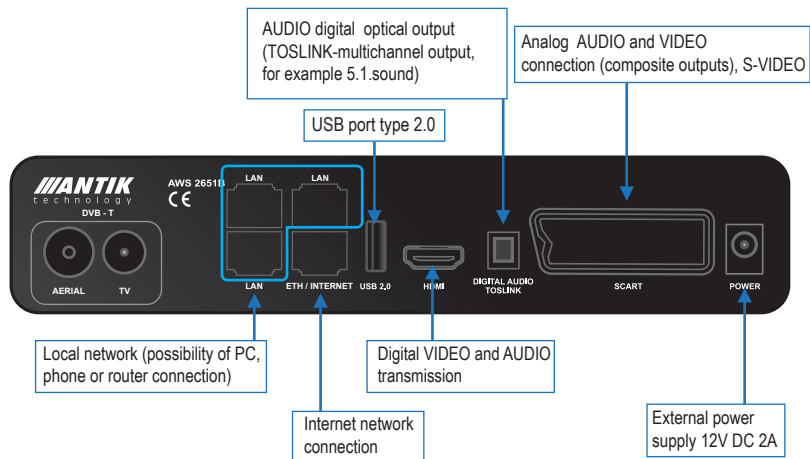 AUDIO digital optical output
(TOSLINK-multichannel output,
for example 5.1.sound)
Analog AUDIO and VIDEO
connection (composite outputs), S-VIDEO
USB port type 2.0
ANTIK
technology
AWS 2651B
CE
LAN
LAN
DVB - T
AERIAL
TV
LAN
ETH / INTERNET
USB 2.0
HDMI
DIGITAL AUDIO
TOSLINK
SCART
POWER
Local network (possibility of PC,
phone or router connection)
Digital VIDEO and AUDIO
transmission
Internet network
connection
External power
supply 12V DC 2A